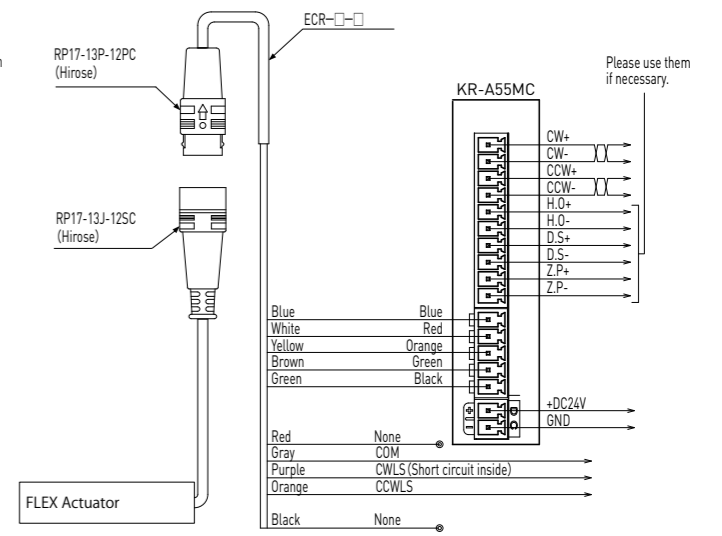 ECR-□-□
RP17-13P-12PC
(Hirose)
n
Please use them
if necessary.
KR-A55MC
CW+
CW-
CCW+
CCW-
H.O+
H.O-
D.S+
D.S-
Z.P+
Z.P-
RP17-13J-12SC
(Hirose)
Blue Blue
White Red
Yellow Orange
Brown Green
Green Black
+DC24V
GND
Red None
Gray COM
Purple CWLS (Short circuit inside)
Orange CCWLS
FLEX Actuator
Black None